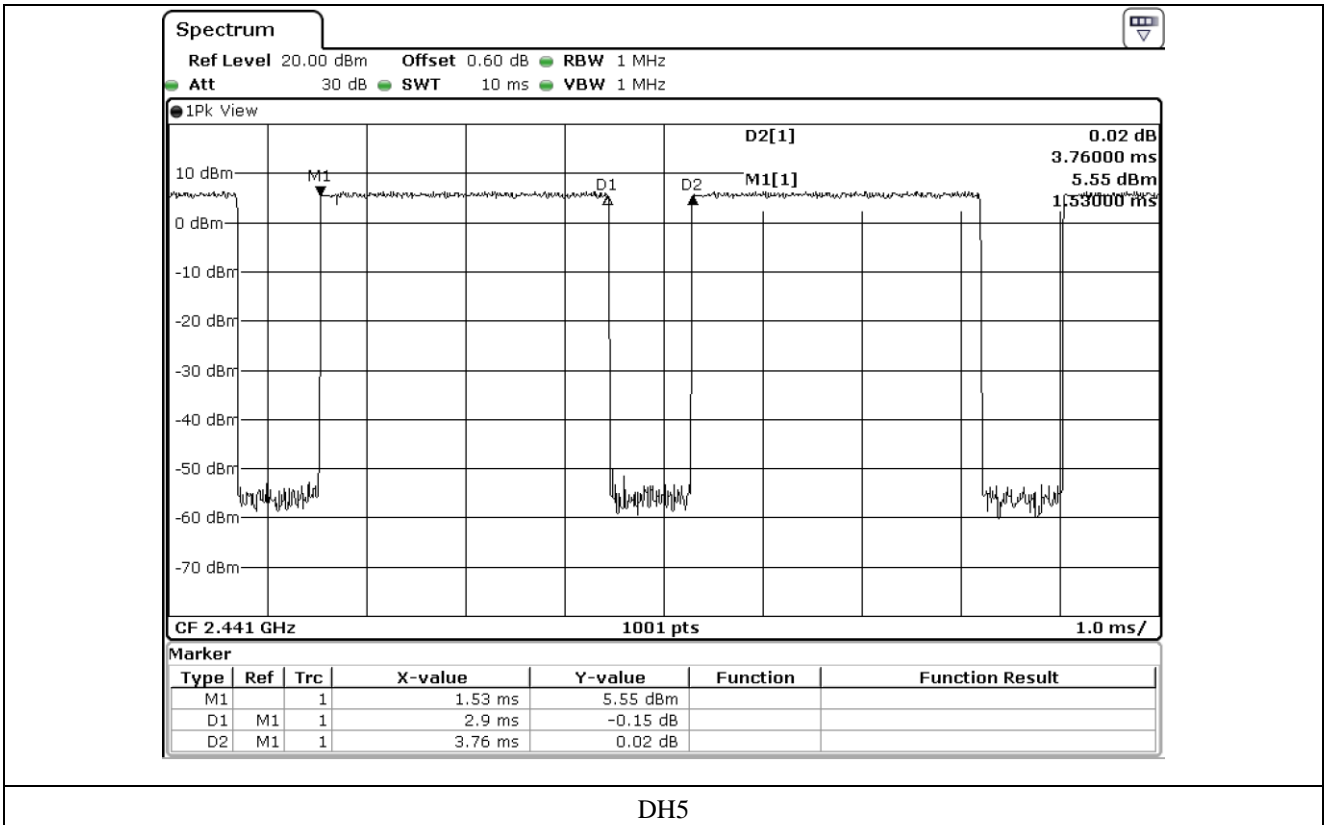 Spectrum
Ref Level 20.00 dBm Offset 0.60 dB RBW 1 MHz
Att 30 dB SWT 10 ms VBW 1 MHz
1Pk View
D2[1] 0.02 dB
3.76000 ms
10 dBm M1 D1 D2 M1[1] 5.55 dBm
1.53000 ms
0 dBm
-10 dBm
-20 dBm
-30 dBm
-40 dBm
-50 dBm
-60 dBm
-70 dBm
CF 2.441 GHz 1001 pts 1.0 ms/
Marker
Type Ref Trc X-value Y-value Function Function Result
M1 1 1.53 ms 5.55 dBm
D1 M1 1 2.9 ms -0.15 dB
D2 M1 1 3.76 ms 0.02 dB
DH5